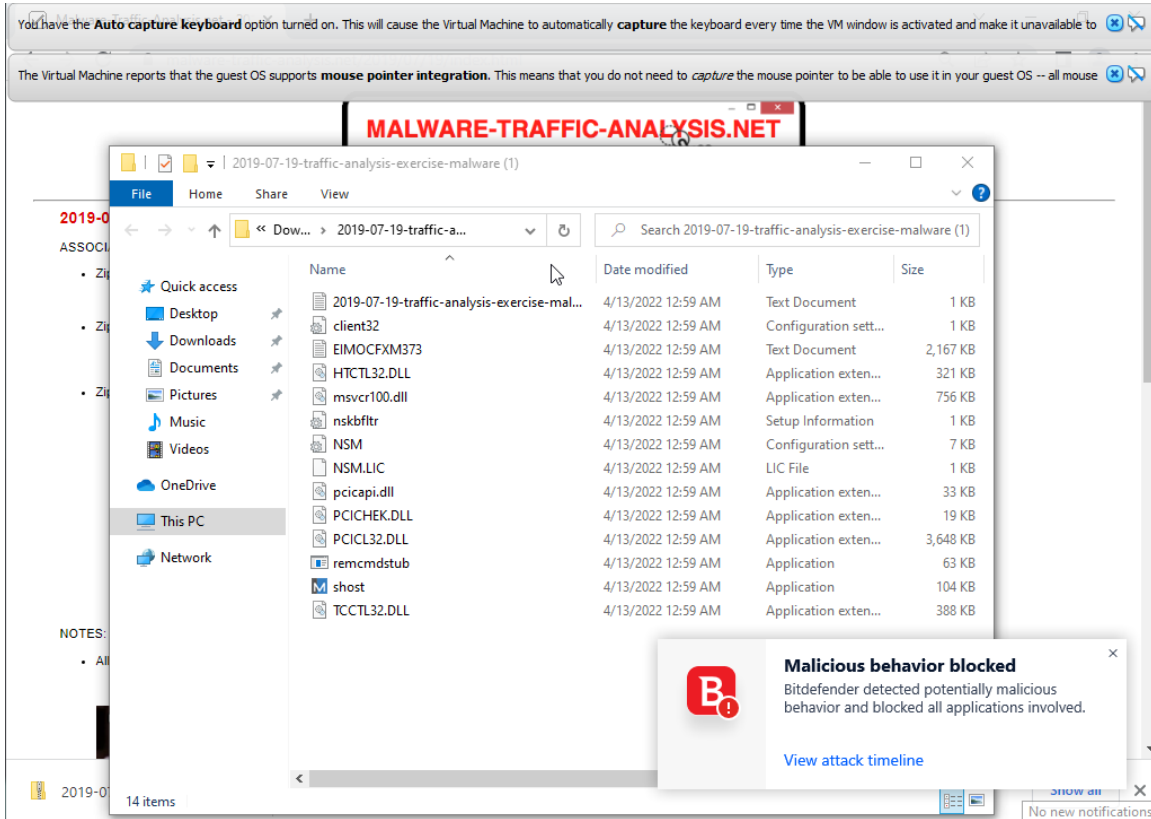 You have the Auto capture keyboard option turned on. This will cause the Virtual Machine to automatically capture the keyboard every time the VM window is activated and make it unavailable to
The Virtual Machine reports that the guest OS supports mouse pointer integration. This means that you do not need to capture the mouse pointer to be able to use it in your guest OS -- all mouse
MALWARE-TRAFFIC-ANALYSIS.NET
2019-07-19-traffic-analysis-exercise-malware (1)
File Home Share View
2019-0
« Dow... › 2019-07-19-traffic-a... Search 2019-07-19-traffic-analysis-exercise-malware (1)
ASSOCI
Name Date modified Type Size
Zip
Quick access
2019-07-19-traffic-analysis-exercise-mal... 4/13/2022 12:59 AM Text Document 1 KB
Desktop
client32 4/13/2022 12:59 AM Configuration sett... 1 KB
Zip
Downloads
EIMOCFXM373 4/13/2022 12:59 AM Text Document 2,167 KB
Documents
HTCTL32.DLL 4/13/2022 12:59 AM Application exten... 321 KB
Zip
Pictures
msvcr100.dll 4/13/2022 12:59 AM Application exten... 756 KB
Music
nskbfltr 4/13/2022 12:59 AM Setup Information 1 KB
Videos
NSM 4/13/2022 12:59 AM Configuration sett... 7 KB
NSM.LIC 4/13/2022 12:59 AM LIC File 1 KB
OneDrive
pcicapi.dll 4/13/2022 12:59 AM Application exten... 33 KB
This PC
PCICHEK.DLL 4/13/2022 12:59 AM Application exten... 19 KB
PCICL32.DLL 4/13/2022 12:59 AM Application exten... 3,648 KB
Network
remcmdstub 4/13/2022 12:59 AM Application 63 KB
shost 4/13/2022 12:59 AM Application 104 KB
TCCTL32.DLL 4/13/2022 12:59 AM Application exten... 388 KB
NOTES:
All
Malicious behavior blocked
Bitdefender detected potentially malicious
behavior and blocked all applications involved.
View attack timeline
2019-0
14 items
Show all
No new notifications